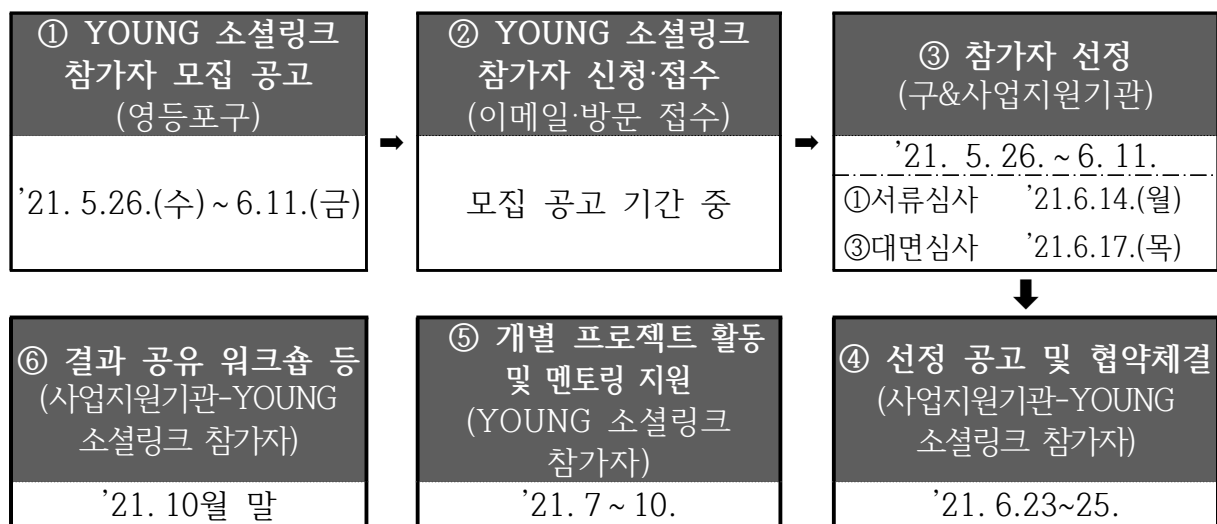 ① YOUNG 소셜링크
참가자 모집 공고
(영등포구)
'21. 5.26.(수) ~ 6.11.(금)
➡
② YOUNG 소셜링크
참가자 신청·접수
(이메일·방문 접수)
모집 공고 기간 중
➡
③ 참가자 선정
(구&사업지원기관)
'21. 5. 26. ~ 6. 11.
①서류심사 '21.6.14.(월)
③대면심사 '21.6.17.(목)
⬇
④ 선정 공고 및 협약체결
(사업지원기관-YOUNG
소셜링크 참가자)
'21. 6.23~25.
⑤ 개별 프로젝트 활동
및 멘토링 지원
(YOUNG 소셜링크
참가자)
'21. 7 ~ 10.
⑥ 결과 공유 워크숍 등
(사업지원기관-YOUNG
소셜링크 참가자)
'21. 10월 말